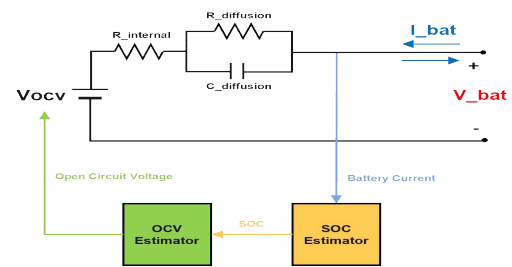 R_diffusion
I_bat
R_internal
C_diffusion
+
Vocv
V_bat
-
Open Circuit Voltage
Battery Current
OCV
Estimator
SOC
SOC
Estimator